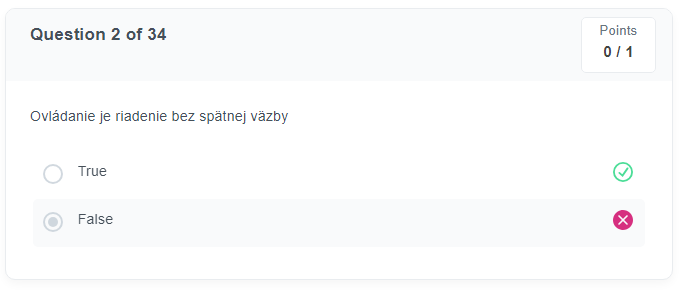 Question 2 of 34
Points
0 / 1
Ovládanie je riadenie bez spätnej väzby
True
False